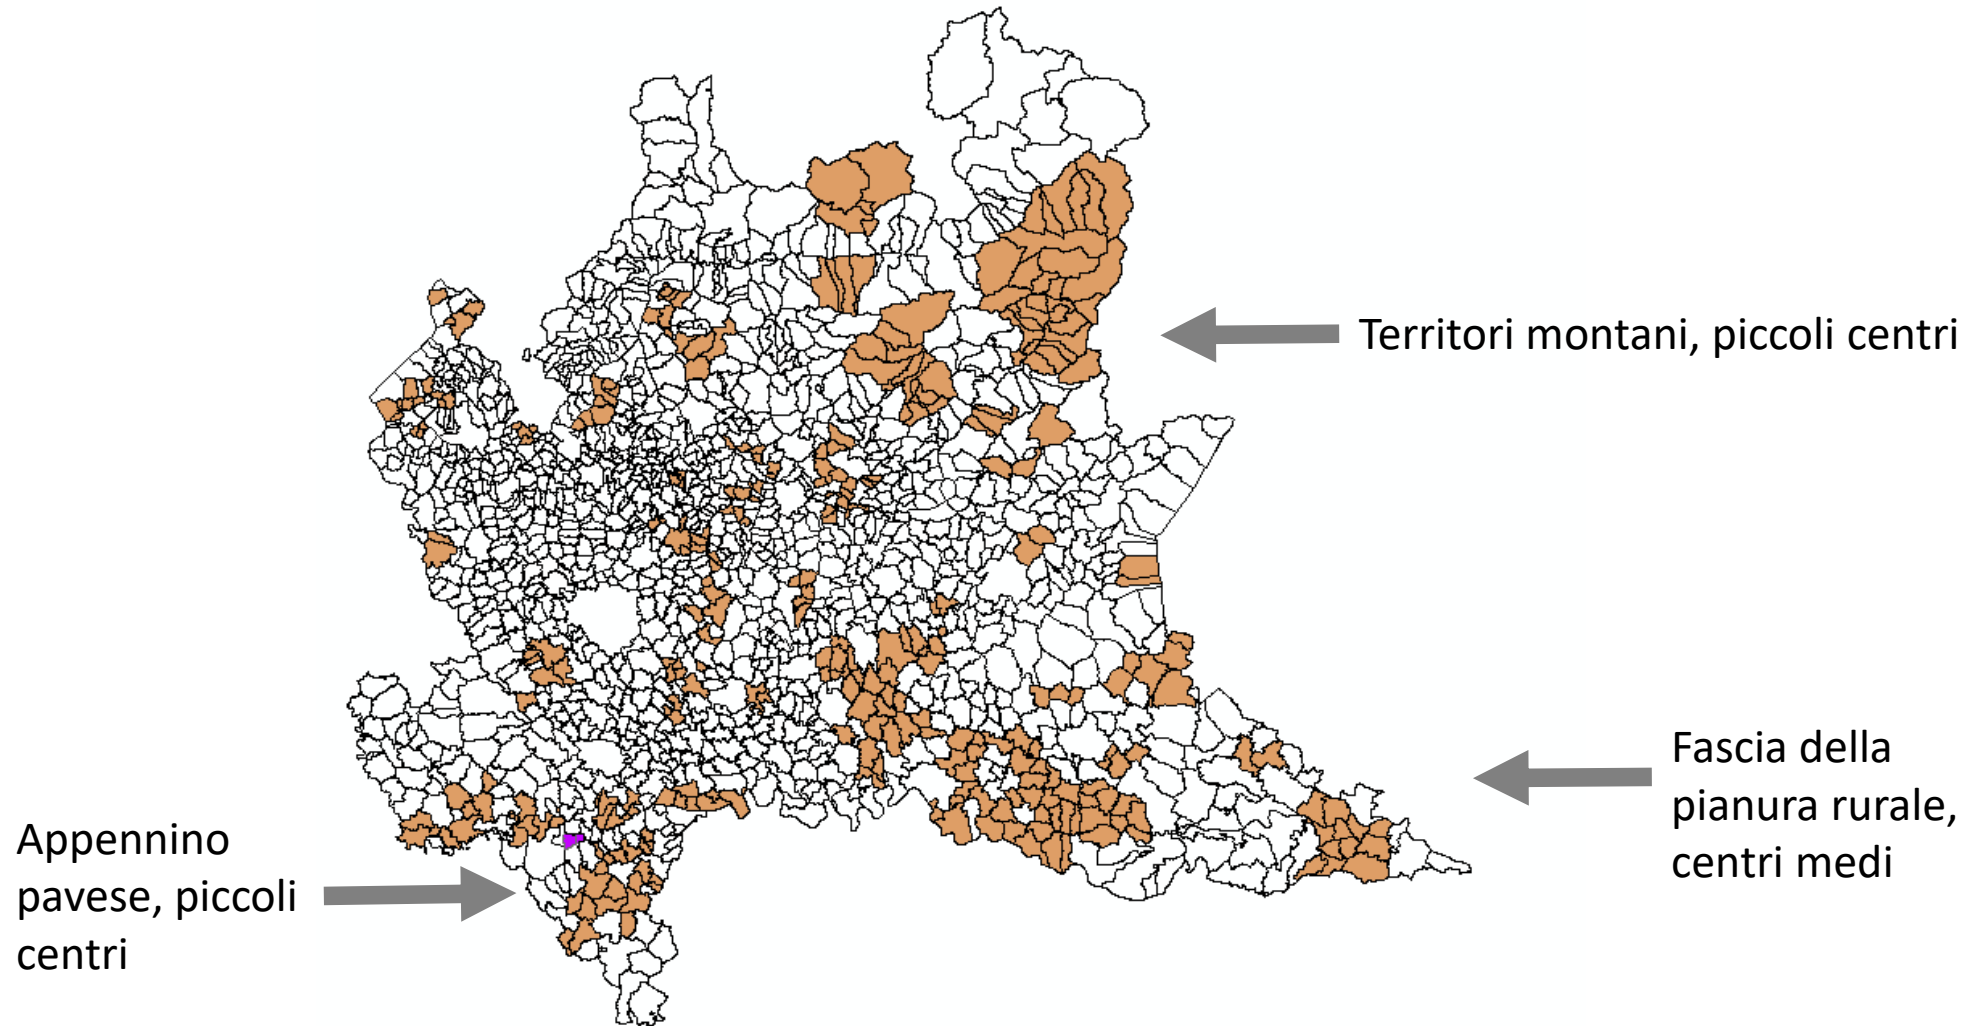 Territori montani, piccoli centri
Fascia della
pianura rurale,
centri medi
Appennino
pavese, piccoli
centri